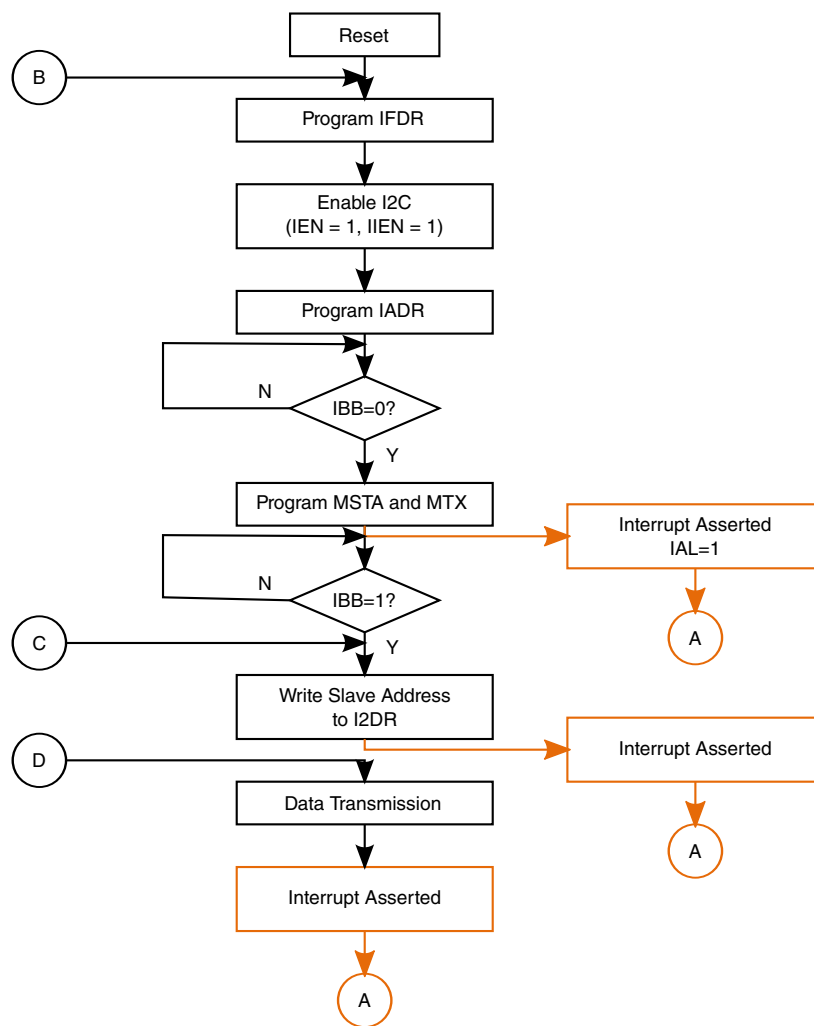 Reset
B
Program IFDR
Enable I2C
(IEN = 1, IIEN = 1)
Program IADR
N
IBB=0?
Y
Program MSTA and MTX
Interrupt Asserted
IAL=1
N
IBB=1?
A
C
Y
Write Slave Address
to I2DR
Interrupt Asserted
D
Data Transmission
A
Interrupt Asserted
A